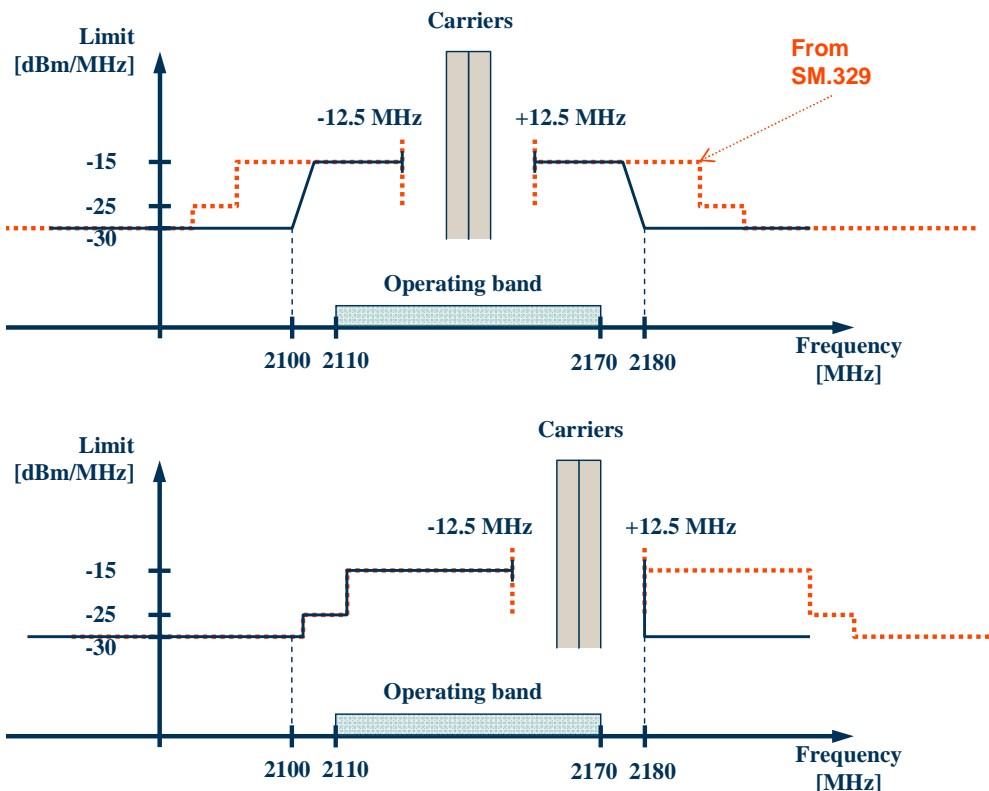 Carriers
Limit
[dBm/MHz]
From
SM.329
-12.5 MHz
+12.5 MHz
-15
-25
-30
Operating band
2100
2110
2170
2180
Frequency
[MHz]
Carriers
Limit
[dBm/MHz]
-12.5 MHz
+12.5 MHz
-15
-25
-30
Operating band
2100
2110
2170
2180
Frequency
[MHz]